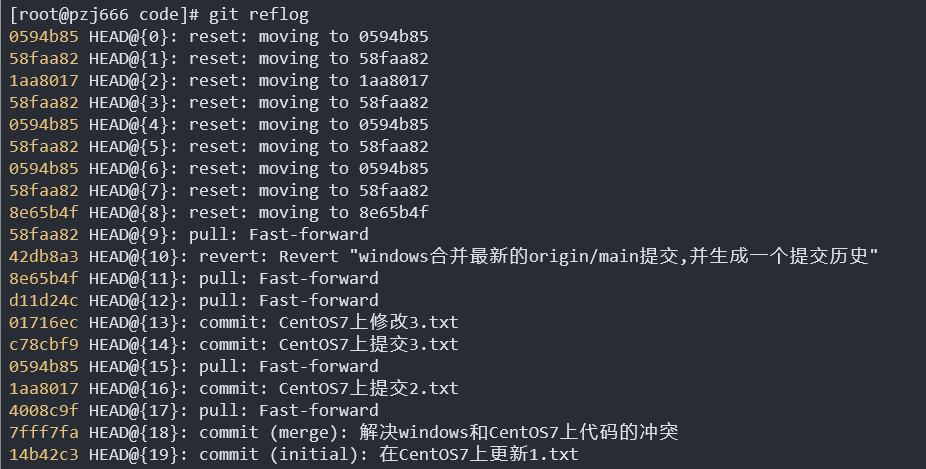 [root@pzj666 code]# git reflog
0594b85 HEAD@{0}: reset: moving to 0594b85
58faa82 HEAD@{1}: reset: moving to 58faa82
1aa8017 HEAD@{2}: reset: moving to 1aa8017
58faa82 HEAD@{3}: reset: moving to 58faa82
0594b85 HEAD@{4}: reset: moving to 0594b85
58faa82 HEAD@{5}: reset: moving to 58faa82
0594b85 HEAD@{6}: reset: moving to 0594b85
58faa82 HEAD@{7}: reset: moving to 58faa82
8e65b4f HEAD@{8}: reset: moving to 8e65b4f
58faa82 HEAD@{9}: pull: Fast-forward
42db8a3 HEAD@{10}: revert: Revert "windows合并最新的origin/main提交,并生成一个提交历史"
8e65b4f HEAD@{11}: pull: Fast-forward
d11d24c HEAD@{12}: pull: Fast-forward
01716ec HEAD@{13}: commit: CentOS7上修改3.txt
c78cbf9 HEAD@{14}: commit: CentOS7上提交3.txt
0594b85 HEAD@{15}: pull: Fast-forward
1aa8017 HEAD@{16}: commit: CentOS7上提交2.txt
4008c9f HEAD@{17}: pull: Fast-forward
7fff7fa HEAD@{18}: commit (merge): 解决windows和CentOS7上代码的冲突
14b42c3 HEAD@{19}: commit (initial): 在CentOS7上更新1.txt